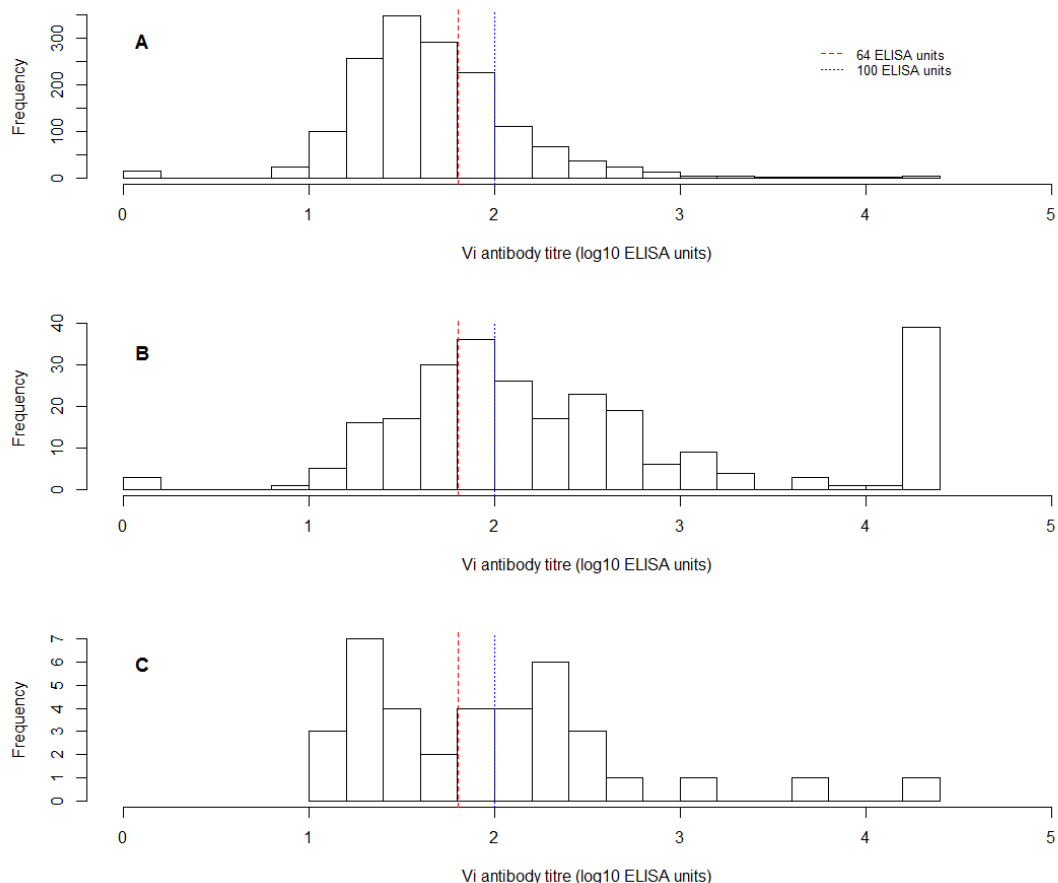 A
Frequency
300
200
100
0
64 ELISA units
100 ELISA units
0 1 2 3 4 5
Vi antibody titre (log10 ELISA units)
B
Frequency
40
30
20
10
0
0 1 2 3 4 5
Vi antibody titre (log10 ELISA units)
C
Frequency
7
6
5
4
3
2
1
0
0 1 2 3 4 5
Vi antibody titre (log10 ELISA units)